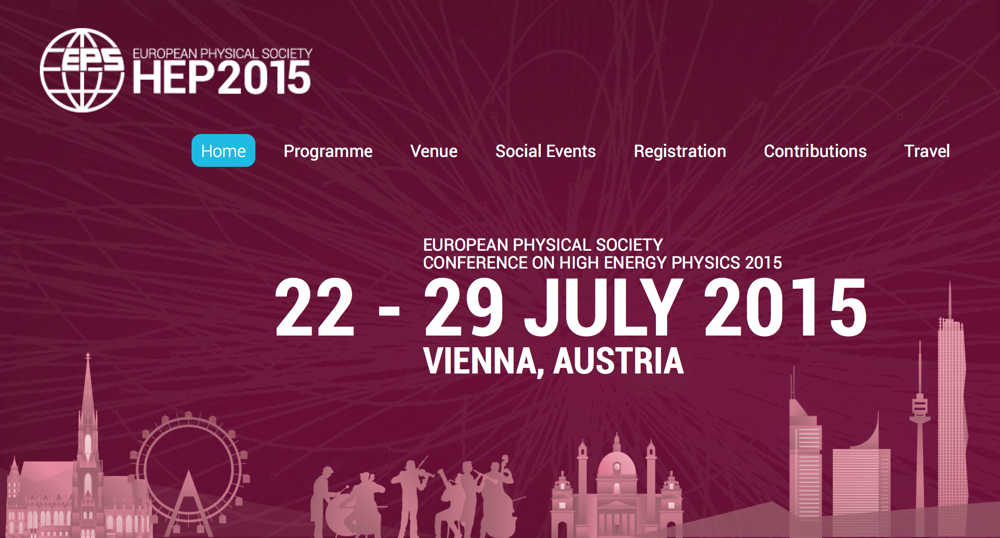 EPS
EUROPEAN PHYSICAL SOCIETY
HEP2015
Home Programme Venue Social Events Registration Contributions Travel
EUROPEAN PHYSICAL SOCIETY
CONFERENCE ON HIGH ENERGY PHYSICS 2015
22 - 29 JULY 2015
VIENNA, AUSTRIA